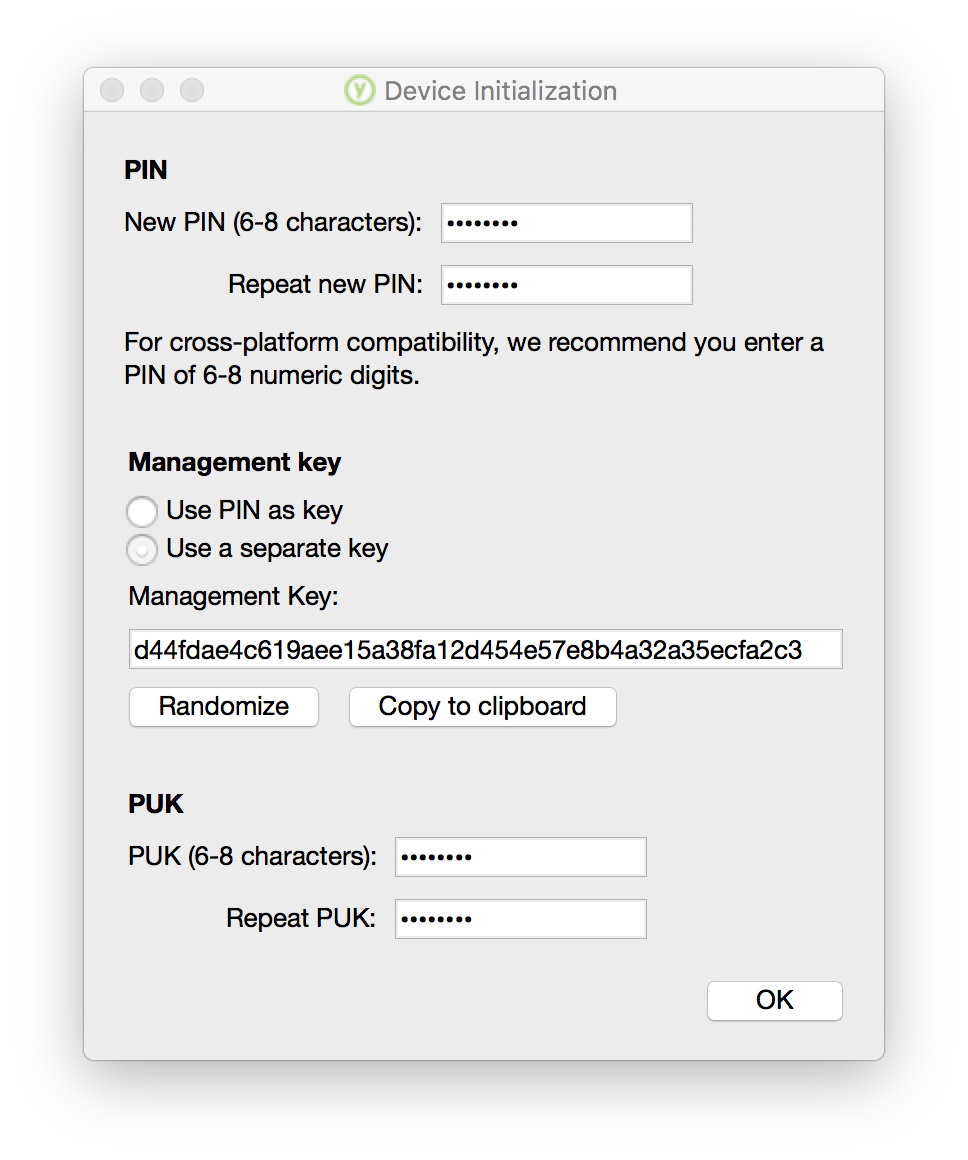 Device Initialization
PIN
New PIN (6-8 characters): ••••••••
Repeat new PIN: ••••••••
For cross-platform compatibility, we recommend you enter a
PIN of 6-8 numeric digits.
Management key
Use PIN as key
Use a separate key
Management Key:
d44fdae4c619aee15a38fa12d454e57e8b4a32a35ecfa2c3
Randomize Copy to clipboard
PUK
PUK (6-8 characters): ••••••••
Repeat PUK: ••••••••
OK